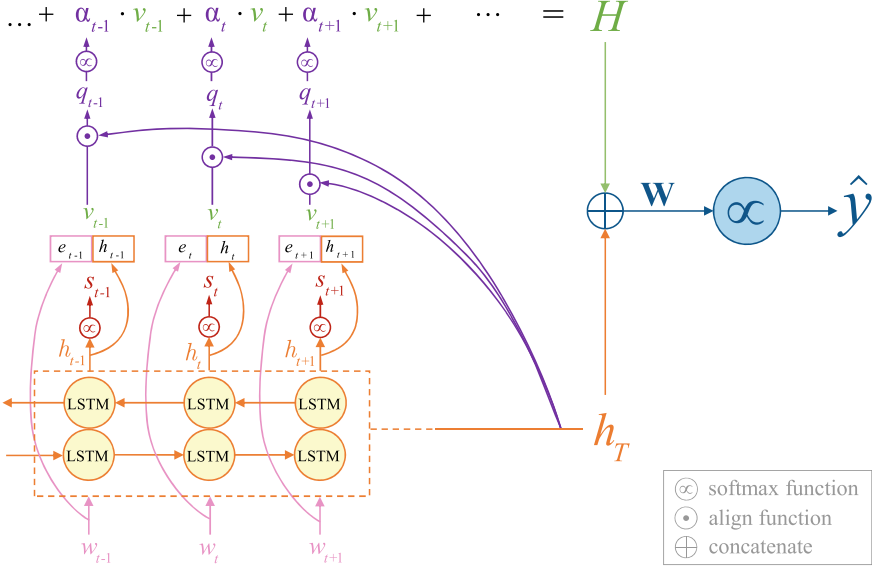 ... + α_{t-1} · v_{t-1} + α_t · v_t + α_{t+1} · v_{t+1} + ... = H
∝ ∝ ∝
q_{t-1} q_t q_{t+1}
v_{t-1} v_t v_{t+1}
W ∝ ŷ
e_{t-1} h_{t-1} e_t h_t e_{t+1} h_{t+1}
s_{t-1} s_t s_{t+1}
∝ ∝ ∝
h_{t-1} h_t h_{t+1}
LSTM LSTM LSTM
h_T
LSTM LSTM LSTM
w_{t-1} w_t w_{t+1}
∝ softmax function
⊙ align function
⊕ concatenate